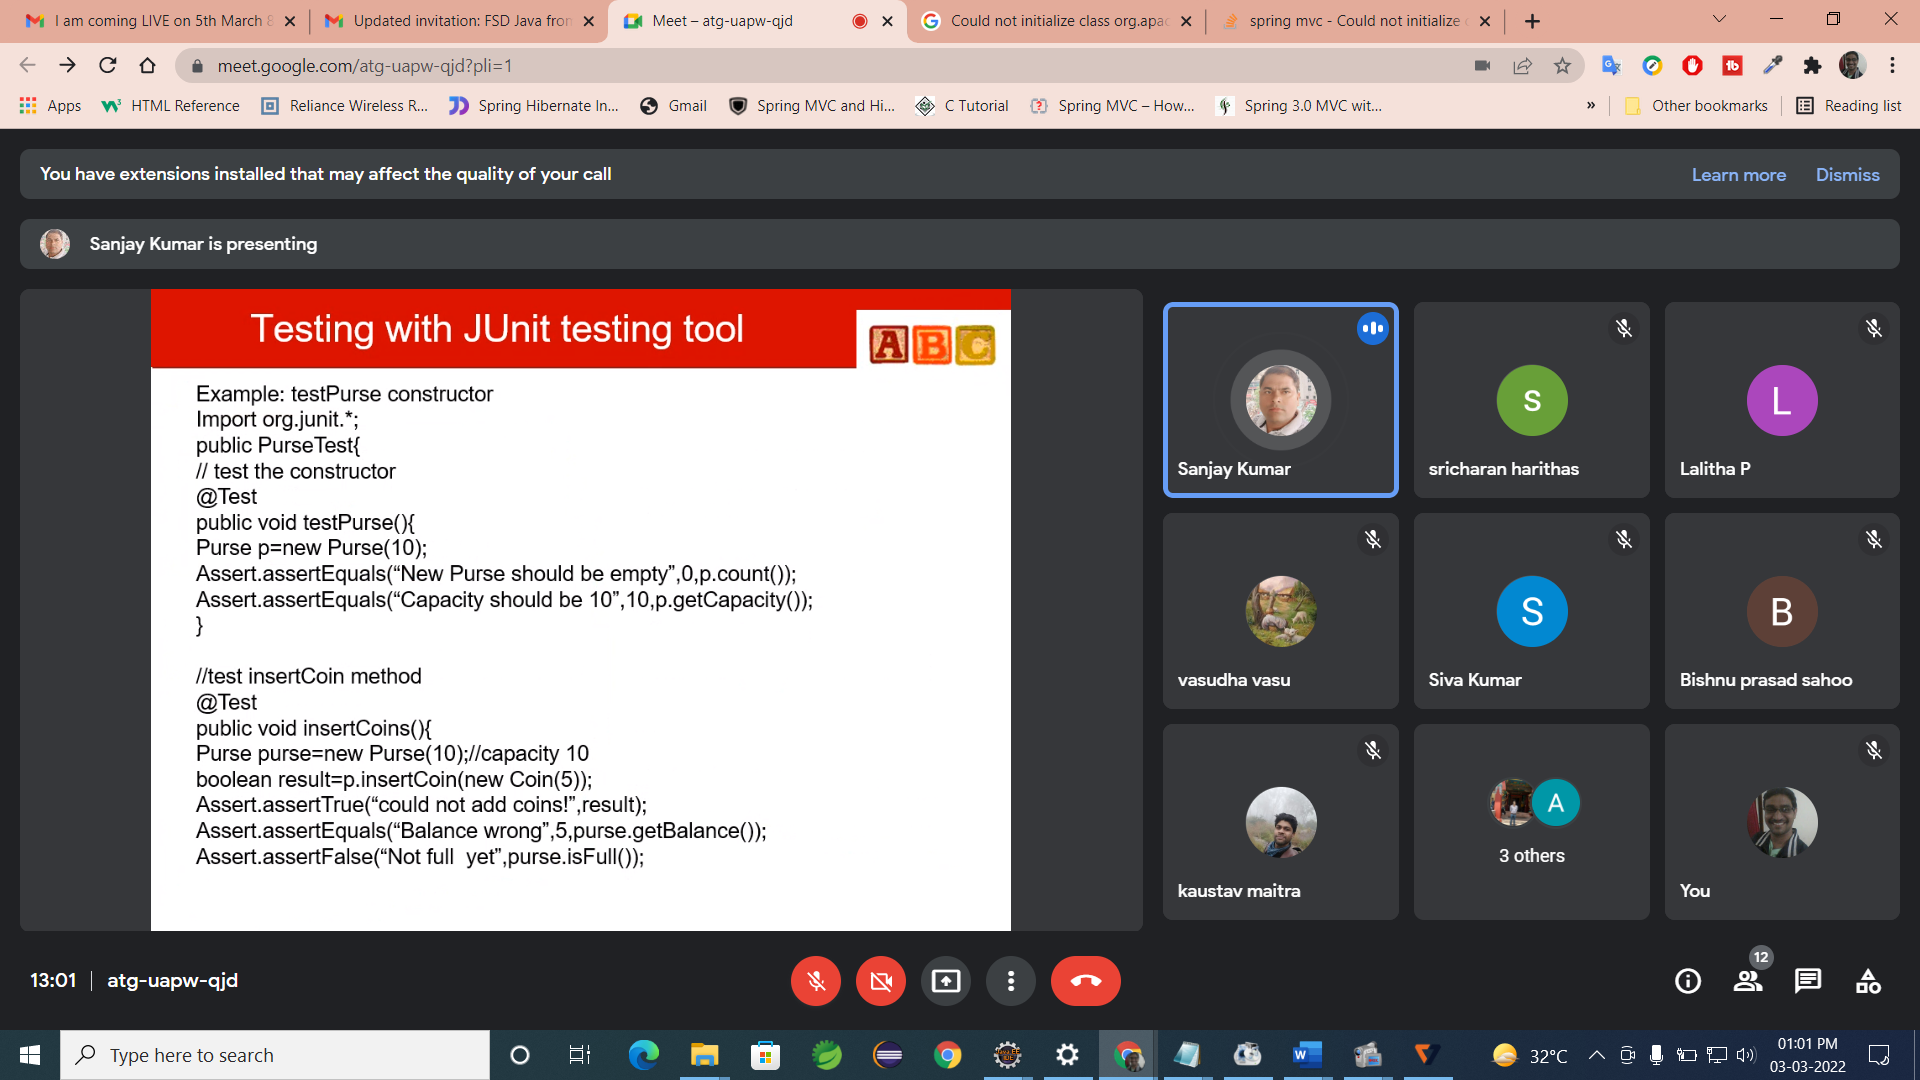 I am coming LIVE on 5th March 8
Updated invitation: FSD Java fron
Meet – atg-uapw-qjd
Could not initialize class org.apac
spring mvc - Could not initialize c
meet.google.com/atg-uapw-qjd?pli=1
Apps
HTML Reference
Reliance Wireless R...
Spring Hibernate In...
Gmail
Spring MVC and Hi...
C Tutorial
Spring MVC – How...
Spring 3.0 MVC wit...
»
Other bookmarks
Reading list
You have extensions installed that may affect the quality of your call
Learn more
Dismiss
Sanjay Kumar is presenting
Testing with JUnit testing tool
A B C
Example: testPurse constructor
Import org.junit.*;
public PurseTest{
// test the constructor
@Test
public void testPurse(){
Purse p=new Purse(10);
Assert.assertEquals(“New Purse should be empty”,0,p.count());
Assert.assertEquals(“Capacity should be 10”,10,p.getCapacity());
}
//test insertCoin method
@Test
public void insertCoins(){
Purse purse=new Purse(10);//capacity 10
boolean result=p.insertCoin(new Coin(5));
Assert.assertTrue(“could not add coins!”,result);
Assert.assertEquals(“Balance wrong”,5,purse.getBalance());
Assert.assertFalse(“Not full  yet”,purse.isFull());
Sanjay Kumar
s
sricharan harithas
L
Lalitha P
vasudha vasu
S
Siva Kumar
B
Bishnu prasad sahoo
kaustav maitra
A
3 others
You
13:01
atg-uapw-qjd
12
Type here to search
32°C
01:01 PM
03-03-2022